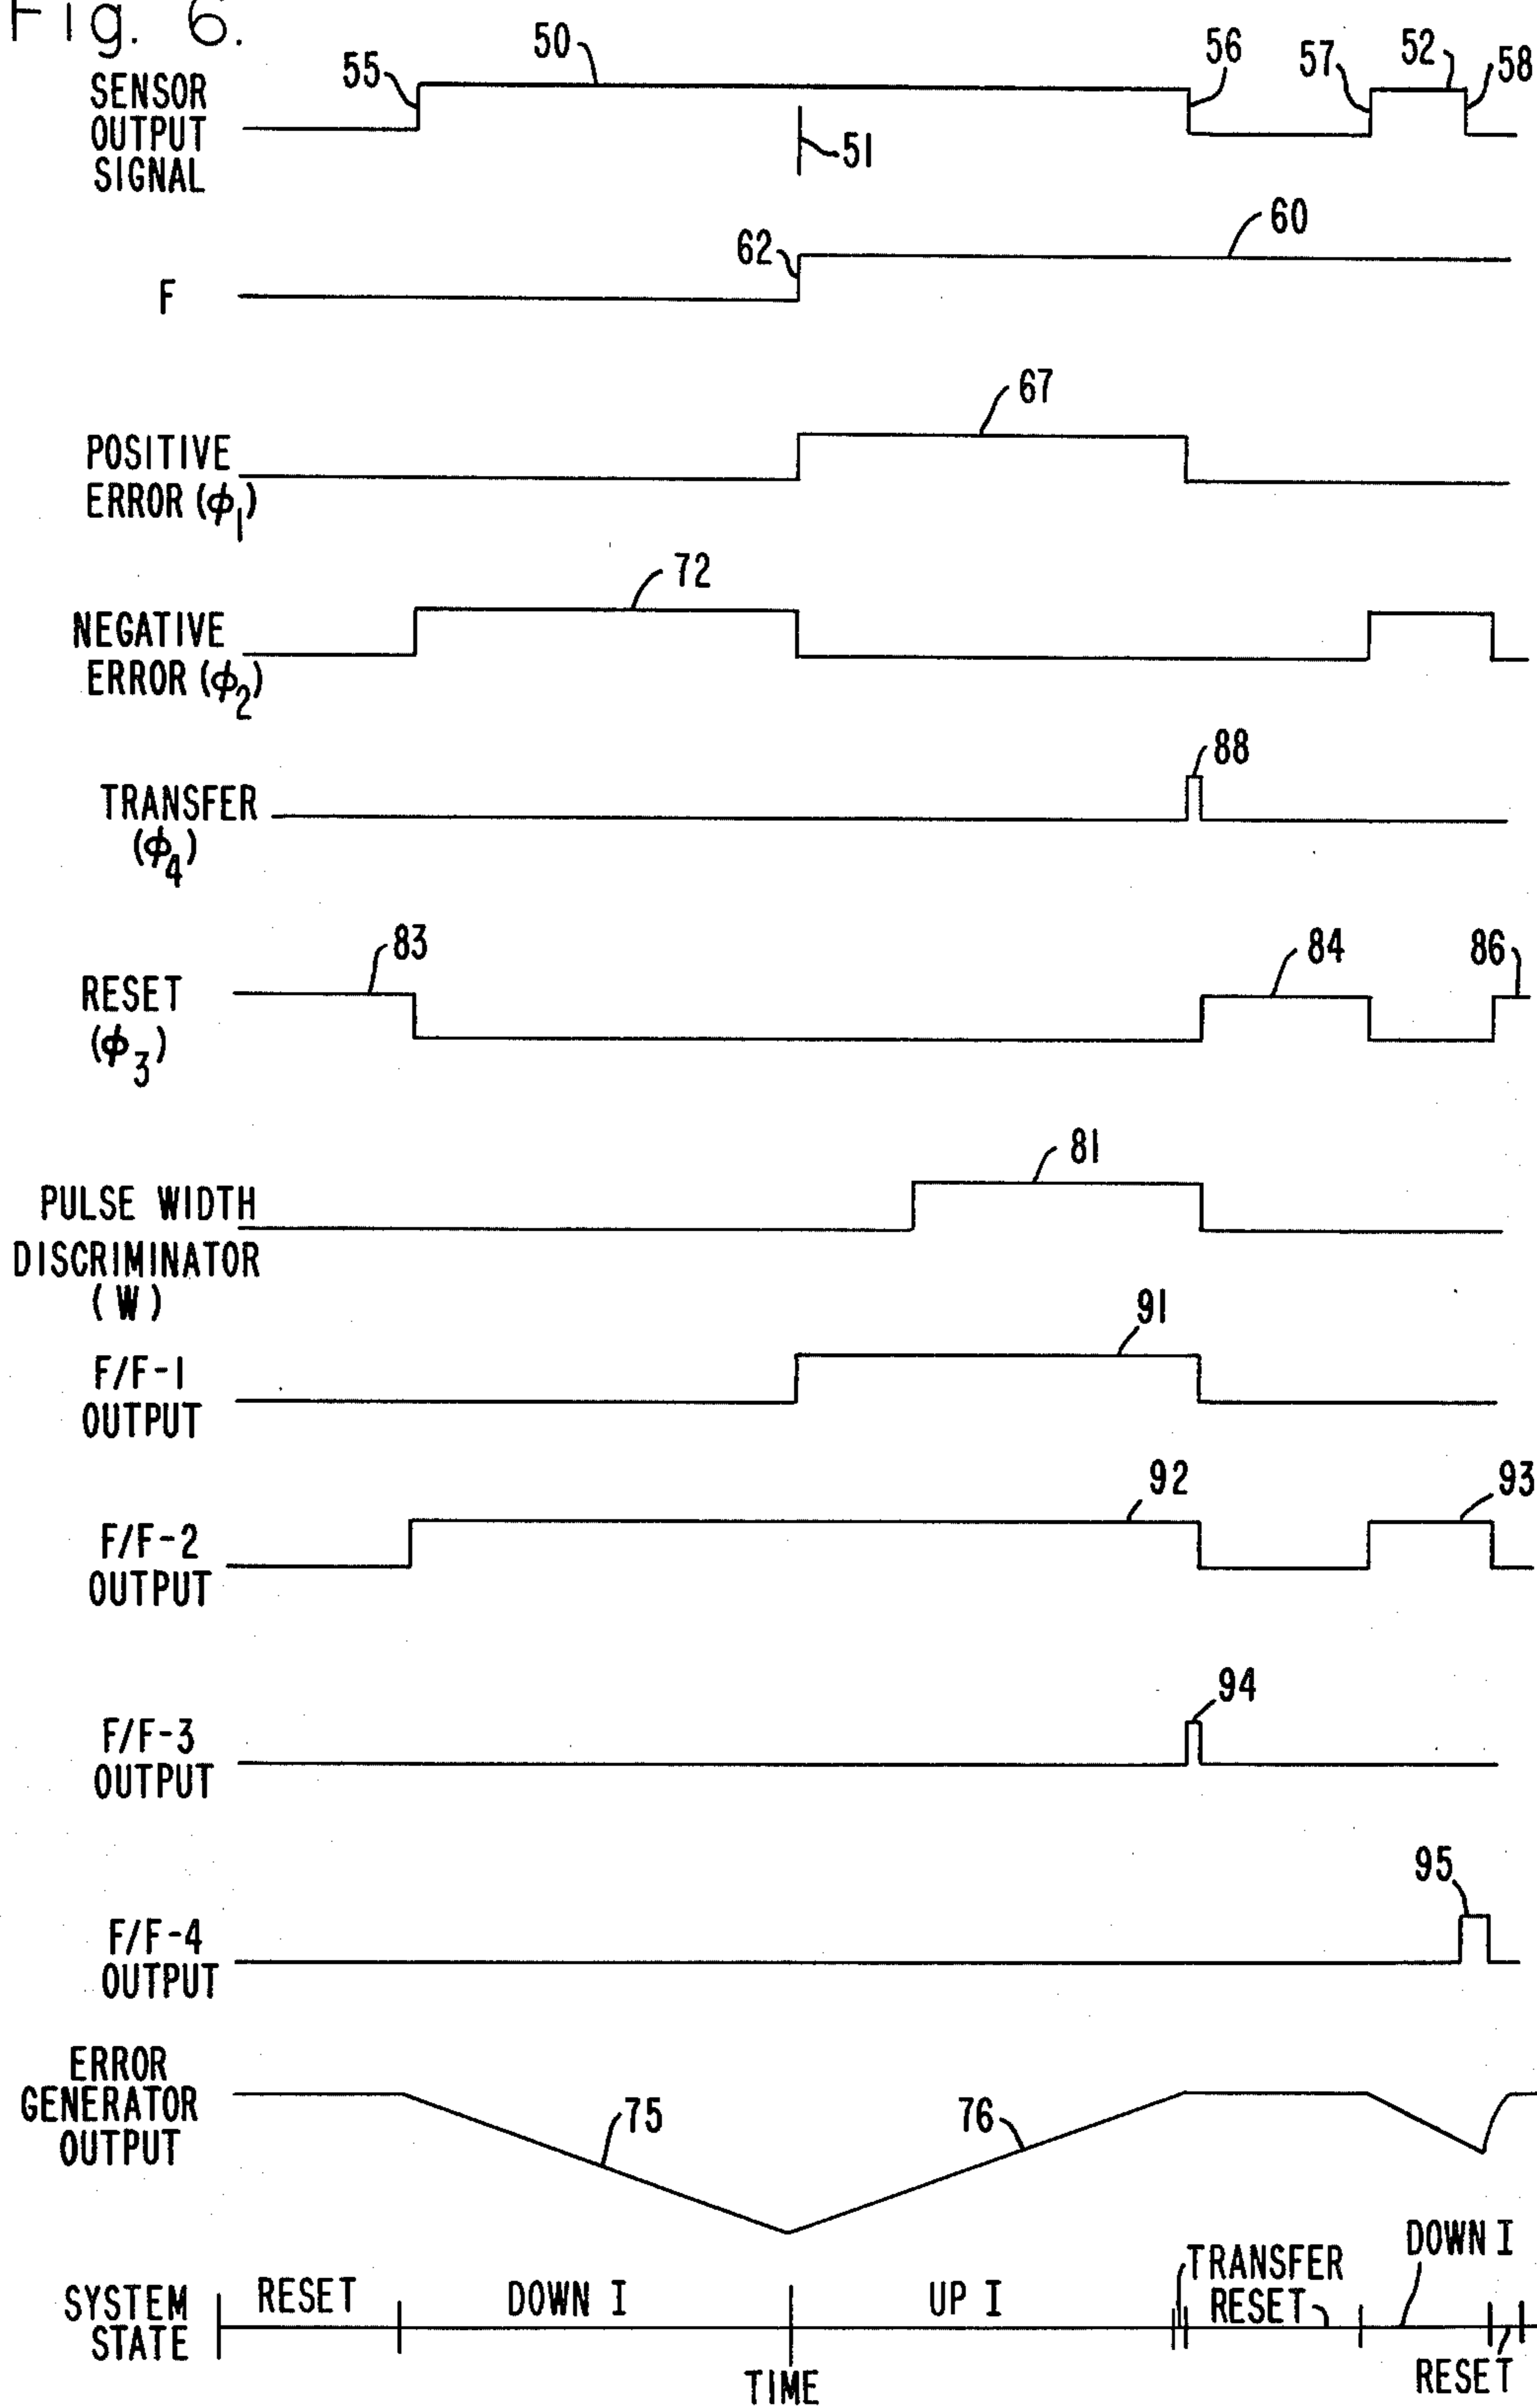 Fig. 6.
55
50
56
57
52
58
SENSOR
OUTPUT
SIGNAL
51
62
60
F
67
POSITIVE
ERROR (ϕ1)
72
NEGATIVE
ERROR (ϕ2)
88
TRANSFER
(ϕ4)
83
84
86
RESET
(ϕ3)
81
PULSE WIDTH
DISCRIMINATOR
(W)
91
F/F-1
OUTPUT
92
93
F/F-2
OUTPUT
94
F/F-3
OUTPUT
95
F/F-4
OUTPUT
ERROR
GENERATOR
OUTPUT
75
76
SYSTEM
STATE
RESET
DOWN I
UP I
TRANSFER
RESET
DOWN I
RESET
TIME